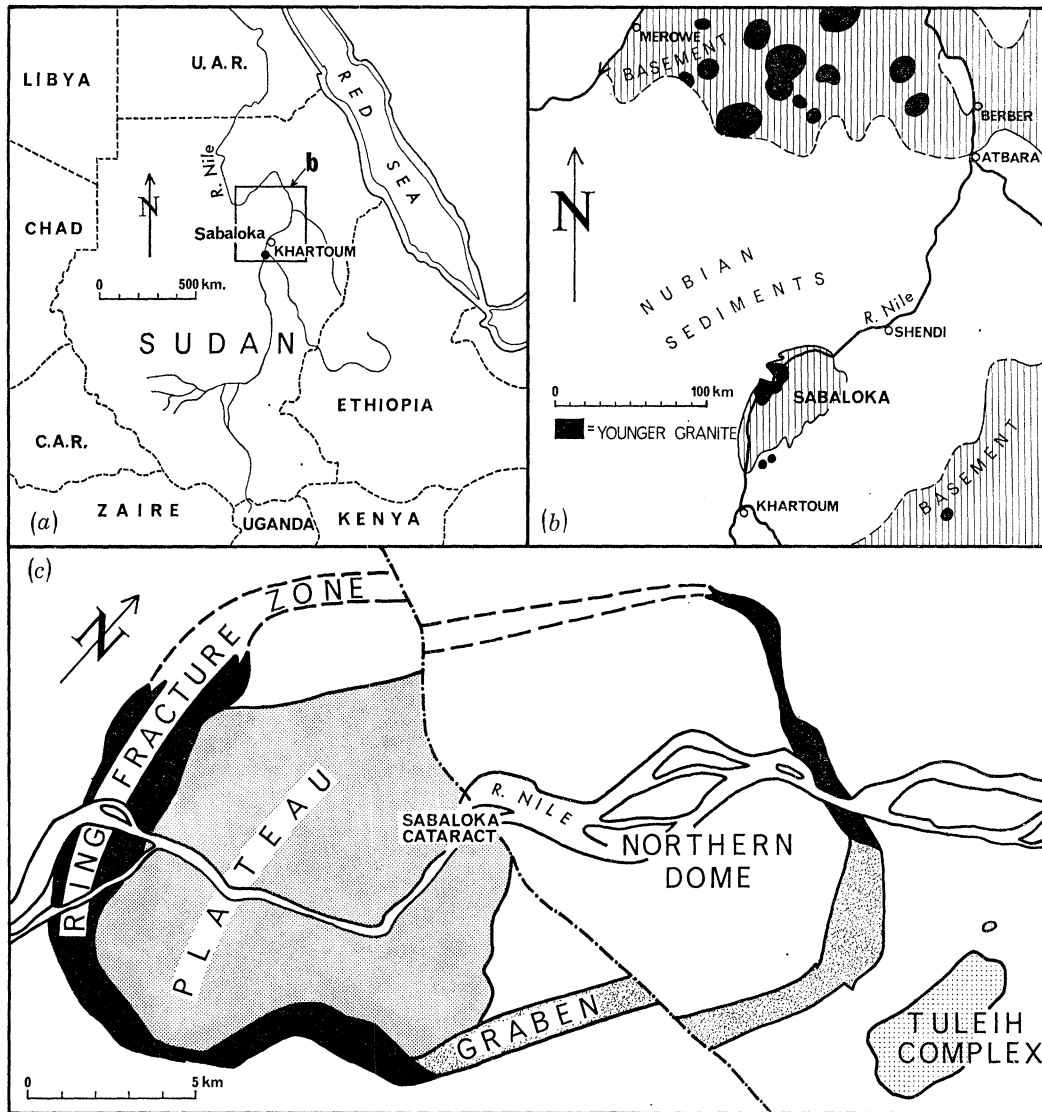 LIBYA
U.A.R.
RED SEA
R. Nile
b
N
Sabaloka
KHARTOUM
CHAD
0 500 km.
SUDAN
ETHIOPIA
C.A.R.
ZAIRE
UGANDA
KENYA
(a)
MEROWE
BASEMENT
BERBER
ATBARA
N
NUBIAN
SEDIMENTS
R. Nile
SHENDI
0 100 km
SABALOKA
= YOUNGER GRANITE
BASEMENT
KHARTOUM
(b)
(c)
N
RING FRACTURE ZONE
PLATEAU
R. NILE
SABALOKA
CATARACT
NORTHERN
DOME
GRABEN
TULEIH
COMPLEX
0 5 km